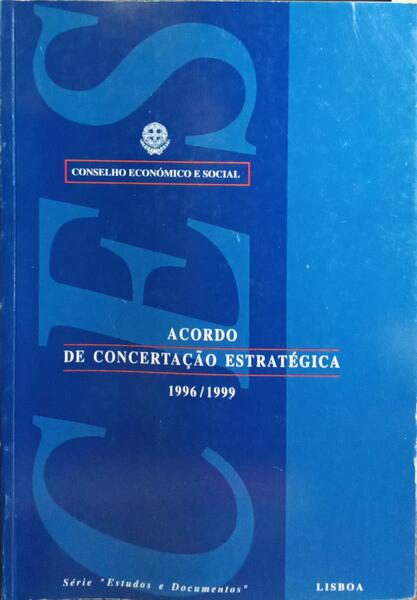 CES
CONSELHO ECONÓMICO E SOCIAL
ACORDO
DE CONCERTAÇÃO ESTRATÉGICA
1996/1999
Série "Estudos e Documentos"
LISBOA